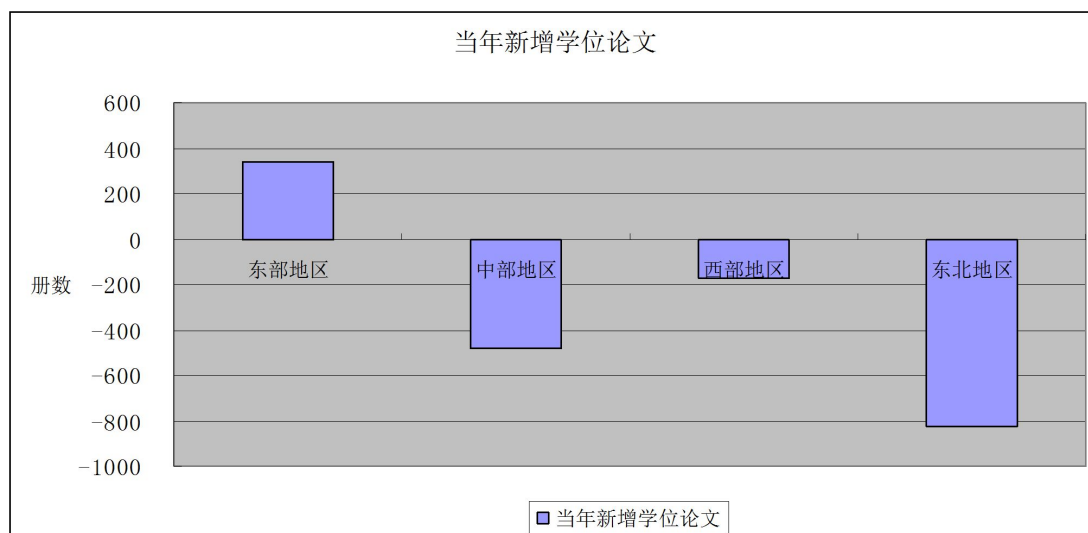 当年新增学位论文
600
400
200
0
-200
-400
-600
-800
-1000
册数
东部地区
中部地区
西部地区
东北地区
当年新增学位论文